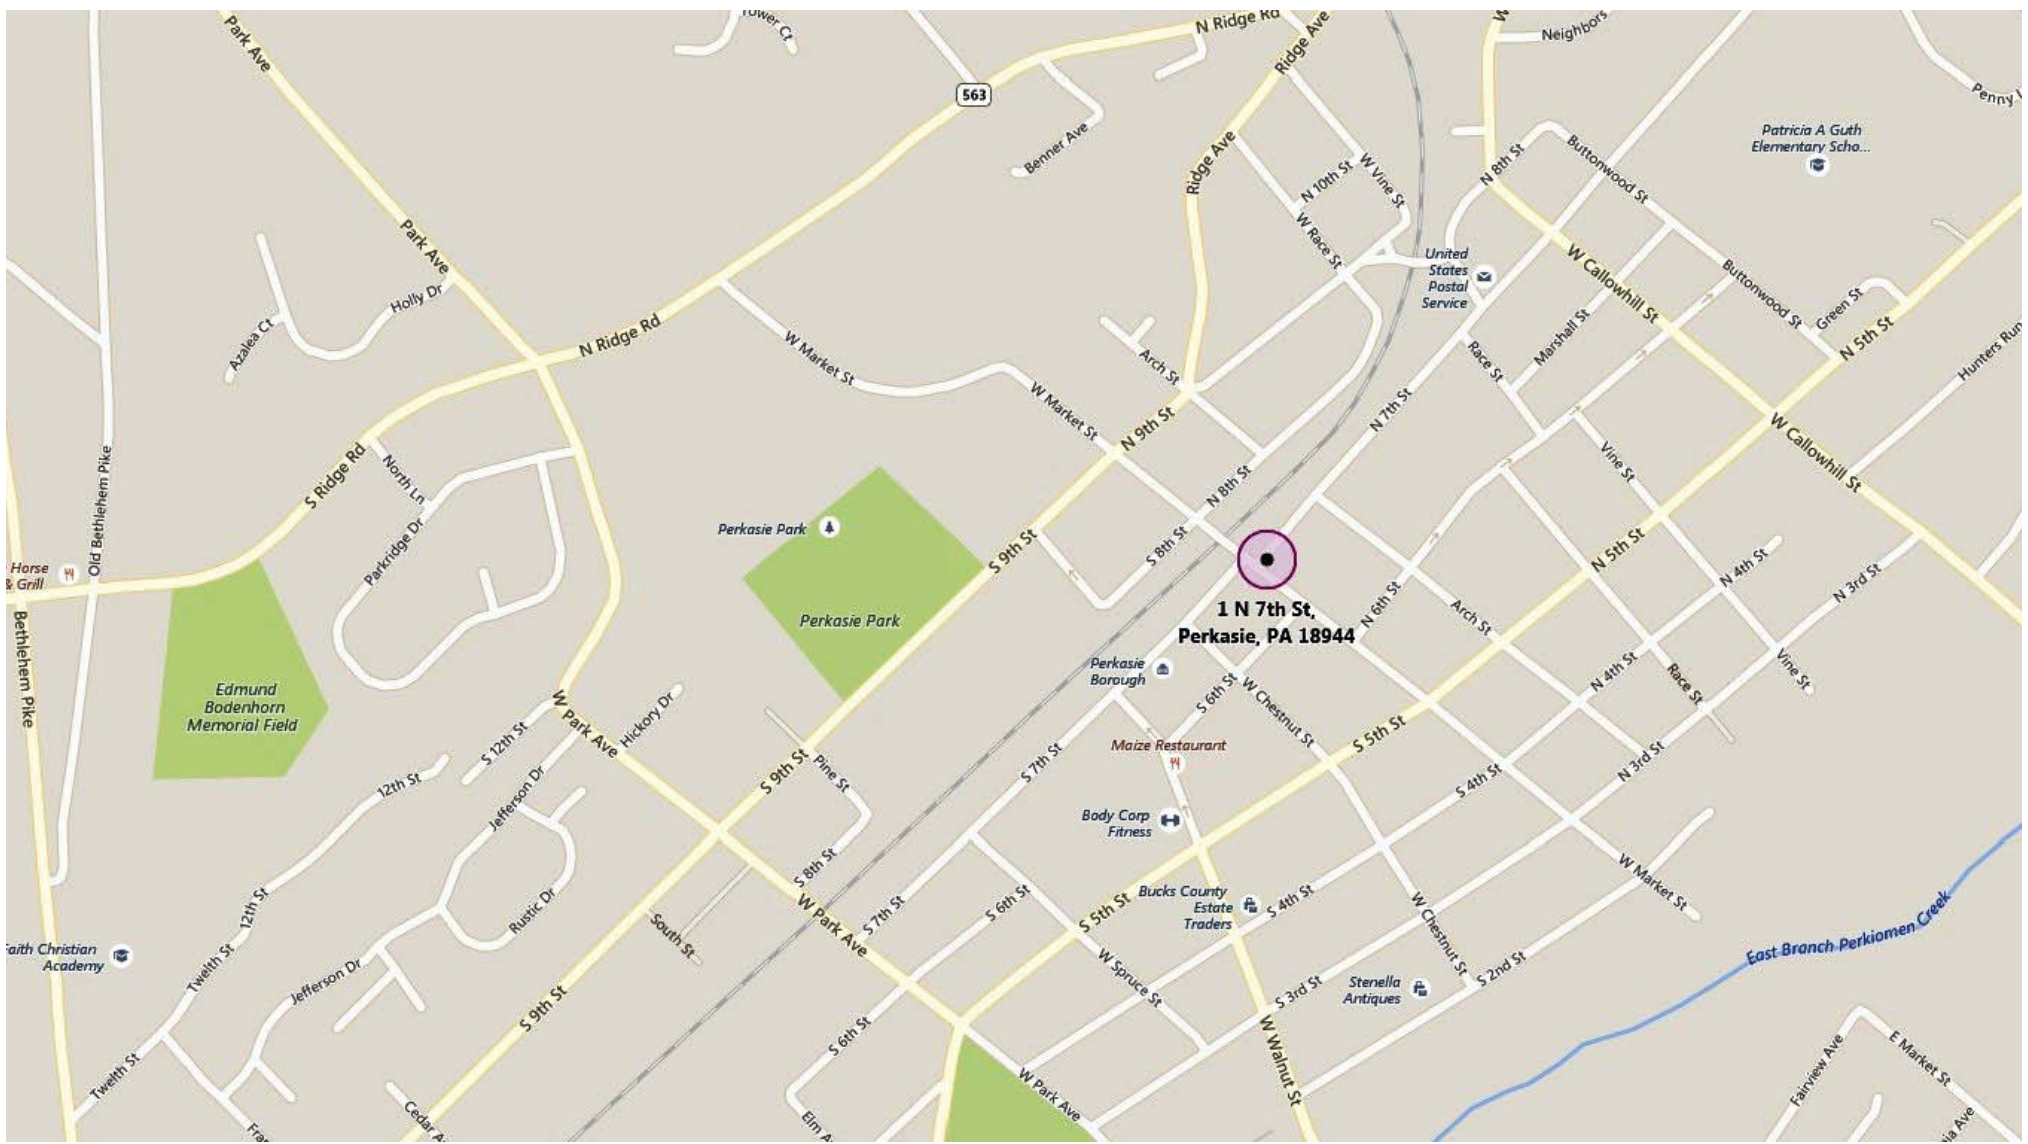 Park Ave
ower Ct
N Ridge Rd
Ridge Ave
Neighbors
Penny
563
Benner Ave
Ridge Ave
N 10th St
W Vine St
N 8th St
Buttonwood St
Patricia A Guth
Elementary Scho...
Park Ave
Holly Dr
Azalea Ct
N Ridge Rd
W Market St
W Race St
United
States
Postal
Service
W Callowhill St
Buttonwood St
Green St
N 5th St
Marshall St
Race St
Hunters Run
Arch St
W Market St
N 9th St
N 7th St
W Callowhill St
Old Bethlehem Pike
S Ridge Rd
North Ln
Parkridge Dr
Perkasie Park
Perkasie Park
S 9th St
N 8th St
S 8th St
Vine St
N 5th St
N 4th St
N 3rd St
Horse
& Grill
Bethlehem Pike
1 N 7th St,
Perkasie, PA 18944
N 6th St
Arch St
Perkasie
Borough
S 6th St
W Chestnut St
N 4th St
Race St
Vine St
Edmund
Bodenhorn
Memorial Field
W Park Ave
Hickory Dr
S 12th St
12th St
Jefferson Dr
S 9th St
Pine St
S 7th St
Maize Restaurant
S 5th St
S 4th St
N 3rd St
Body Corp
Fitness
S 8th St
W Market St
12th St
Rustic Dr
South St
W Park Ave
S 7th St
S 6th St
S 5th St
Bucks County
Estate
Traders
S 4th St
W Chestnut St
East Branch Perkiomen Creek
aith Christian
Academy
Twelth St
Jefferson Dr
S 9th St
W Spruce St
S 3rd St
Stenella
Antiques
S 2nd St
S 6th St
W Walnut St
Twelth St
Cedar A
Elm A
W Park Ave
Fairview Ave
E Market St
ia Ave
Fra